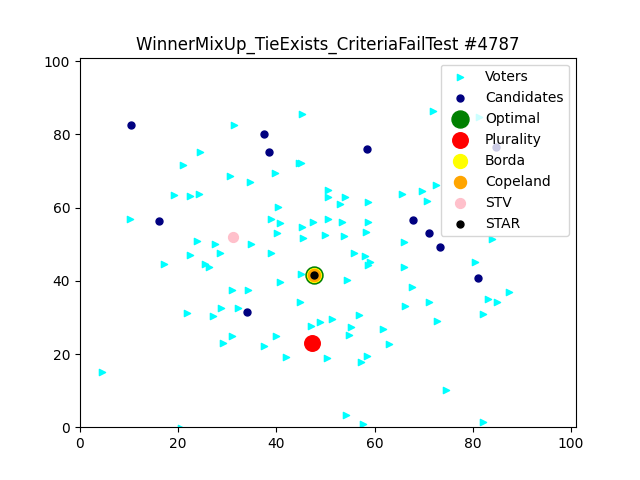 WinnerMixUp_TieExists_CriteriaFailTest #4787
100
80
60
40
20
0
0
20
40
60
80
100
Voters
Candidates
Optimal
Plurality
Borda
Copeland
STV
STAR